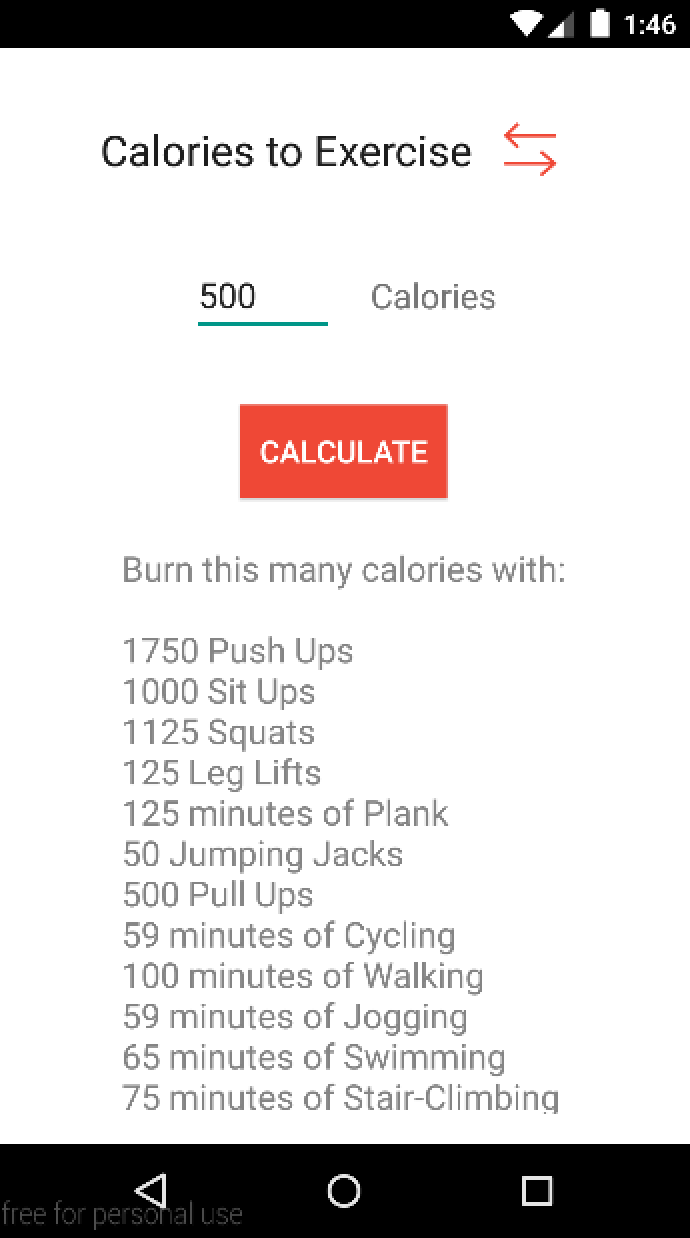 1:46
Calories to Exercise
500 Calories
CALCULATE
Burn this many calories with:
1750 Push Ups
1000 Sit Ups
1125 Squats
125 Leg Lifts
125 minutes of Plank
50 Jumping Jacks
500 Pull Ups
59 minutes of Cycling
100 minutes of Walking
59 minutes of Jogging
65 minutes of Swimming
75 minutes of Stair-Climbing
free for personal use